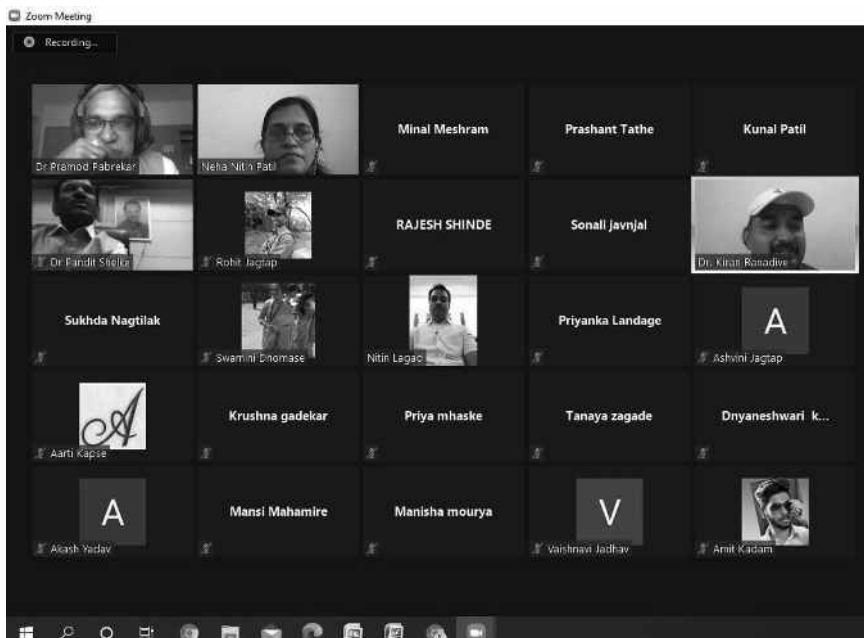 Zoom Meeting
Recording...
Dr Pramod Pabrekar
Neha Nitin Patil
Minal Meshram
Prashant Tathe
Kunal Patil
Dr Pandit Shelke
Rohit Jagtap
RAJESH SHINDE
Sonali javnjal
Dr. Kiran Ranadive
Sukhda Nagtilak
Swamini Dhomase
Nitin Lagad
Priyanka Landage
A
Ashvini Jagtap
A
Aarti Kapse
Krushna gadekar
Priya mhaske
Tanaya zagade
Dnyaneshwari k...
A
Akash Yadav
Mansi Mahamire
Manisha mourya
V
Vaishnavi Jadhav
Amit Kadam